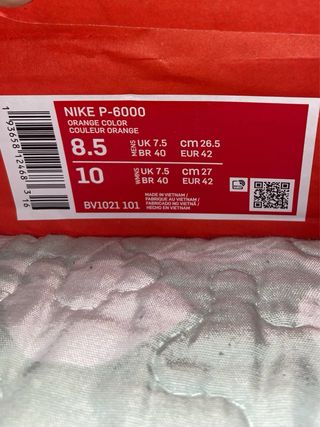 NIKE P-6000
ORANGE COLOR
COULEUR ORANGE
8.5 MENS UK 7.5 cm 26.5
BR 40 EUR 42
10 WMNS UK 7.5 cm 27
BR 40 EUR 42
BV1021 101
MADE IN VIETNAM /
FABRIQUÉ AU VIETNAM /
FABRICADO NO VIETNÃ /
HECHO EN VIETNAM